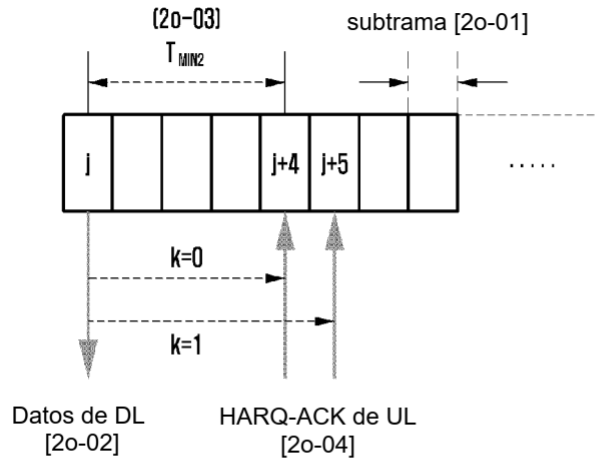 (2o-03)
subtrama [2o-01]
T MIN2
j
j+4
j+5
.....
k=0
k=1
Datos de DL
[2o-02]
HARQ-ACK de UL
[2o-04]